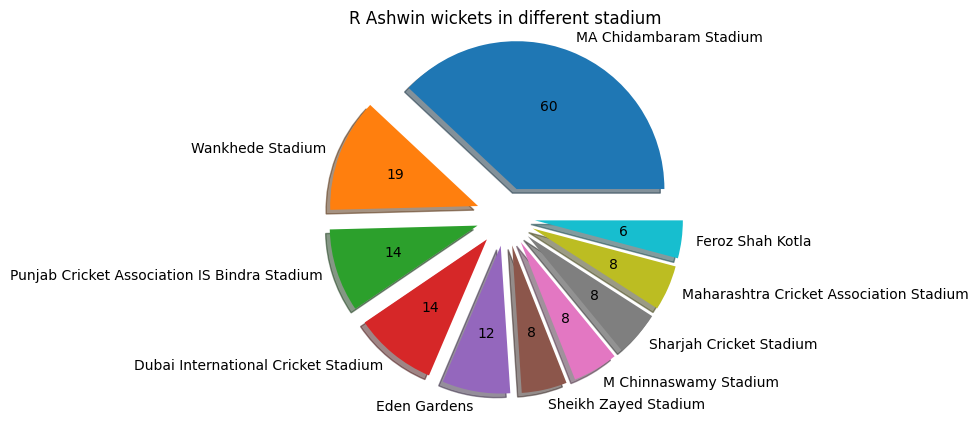 R Ashwin wickets in different stadium
MA Chidambaram Stadium
60
Wankhede Stadium
19
Punjab Cricket Association IS Bindra Stadium
14
Dubai International Cricket Stadium
14
Eden Gardens
12
Sheikh Zayed Stadium
8
M Chinnaswamy Stadium
8
Sharjah Cricket Stadium
8
Maharashtra Cricket Association Stadium
8
Feroz Shah Kotla
6